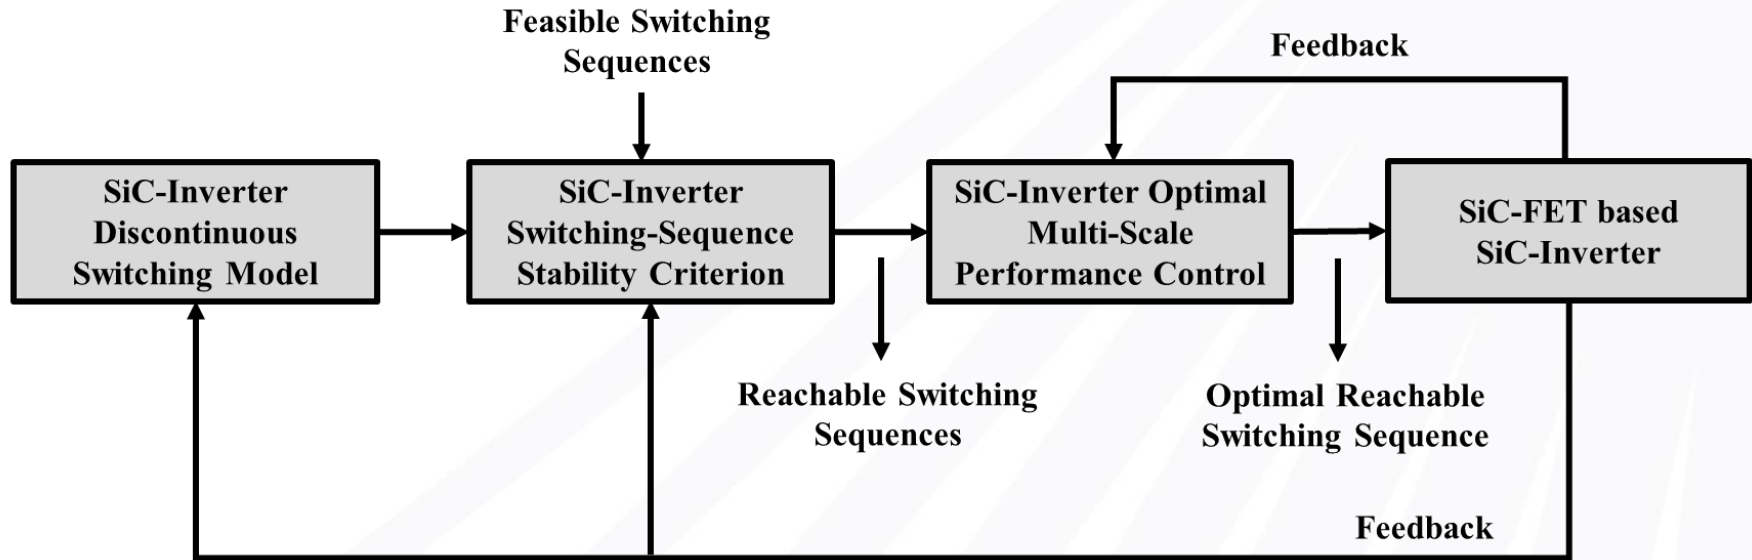 Feasible Switching
Sequences
Feedback
SiC-Inverter
Discontinuous
Switching Model
SiC-Inverter
Switching-Sequence
Stability Criterion
SiC-Inverter Optimal
Multi-Scale
Performance Control
SiC-FET based
SiC-Inverter
Reachable Switching
Sequences
Optimal Reachable
Switching Sequence
Feedback